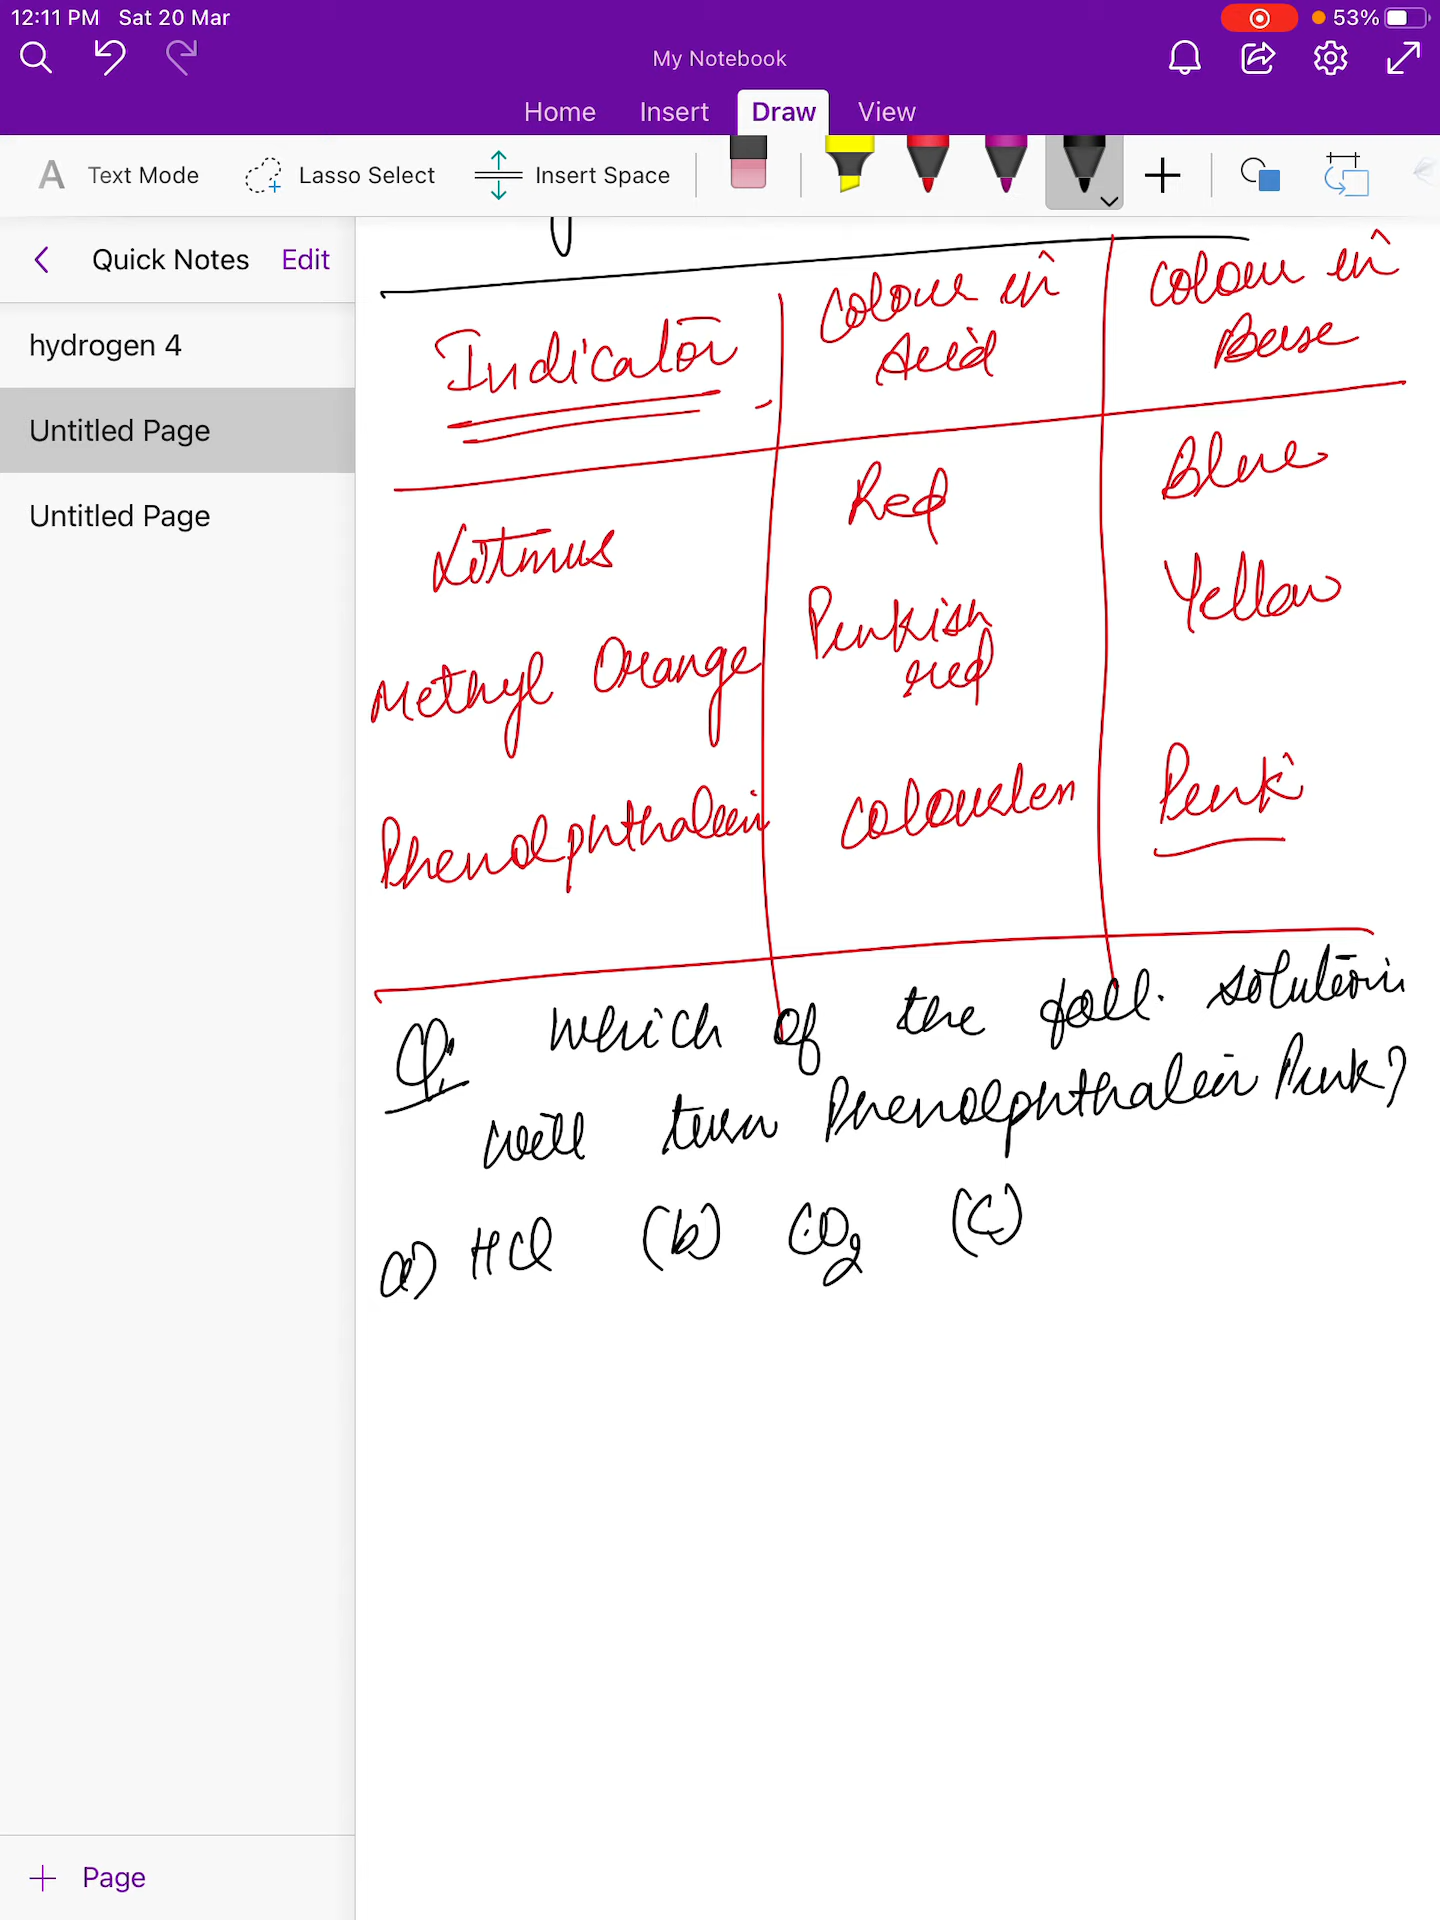 12:11 PM Sat 20 Mar
53%
My Notebook
Home Insert Draw View
A Text Mode Lasso Select Insert Space
Quick Notes Edit
hydrogen 4
Untitled Page
Untitled Page
Page
Indicator
Colour in
Acid
Colour in
Base
Litmus
Red
Blue
Methyl Orange
Pinkish
red
Yellow
Phenolphthalein
Colourless
Pink
Q. Which of the foll. solution
will turn Phenolphthalein Pink?
a) HCl (b) CO2 (C)